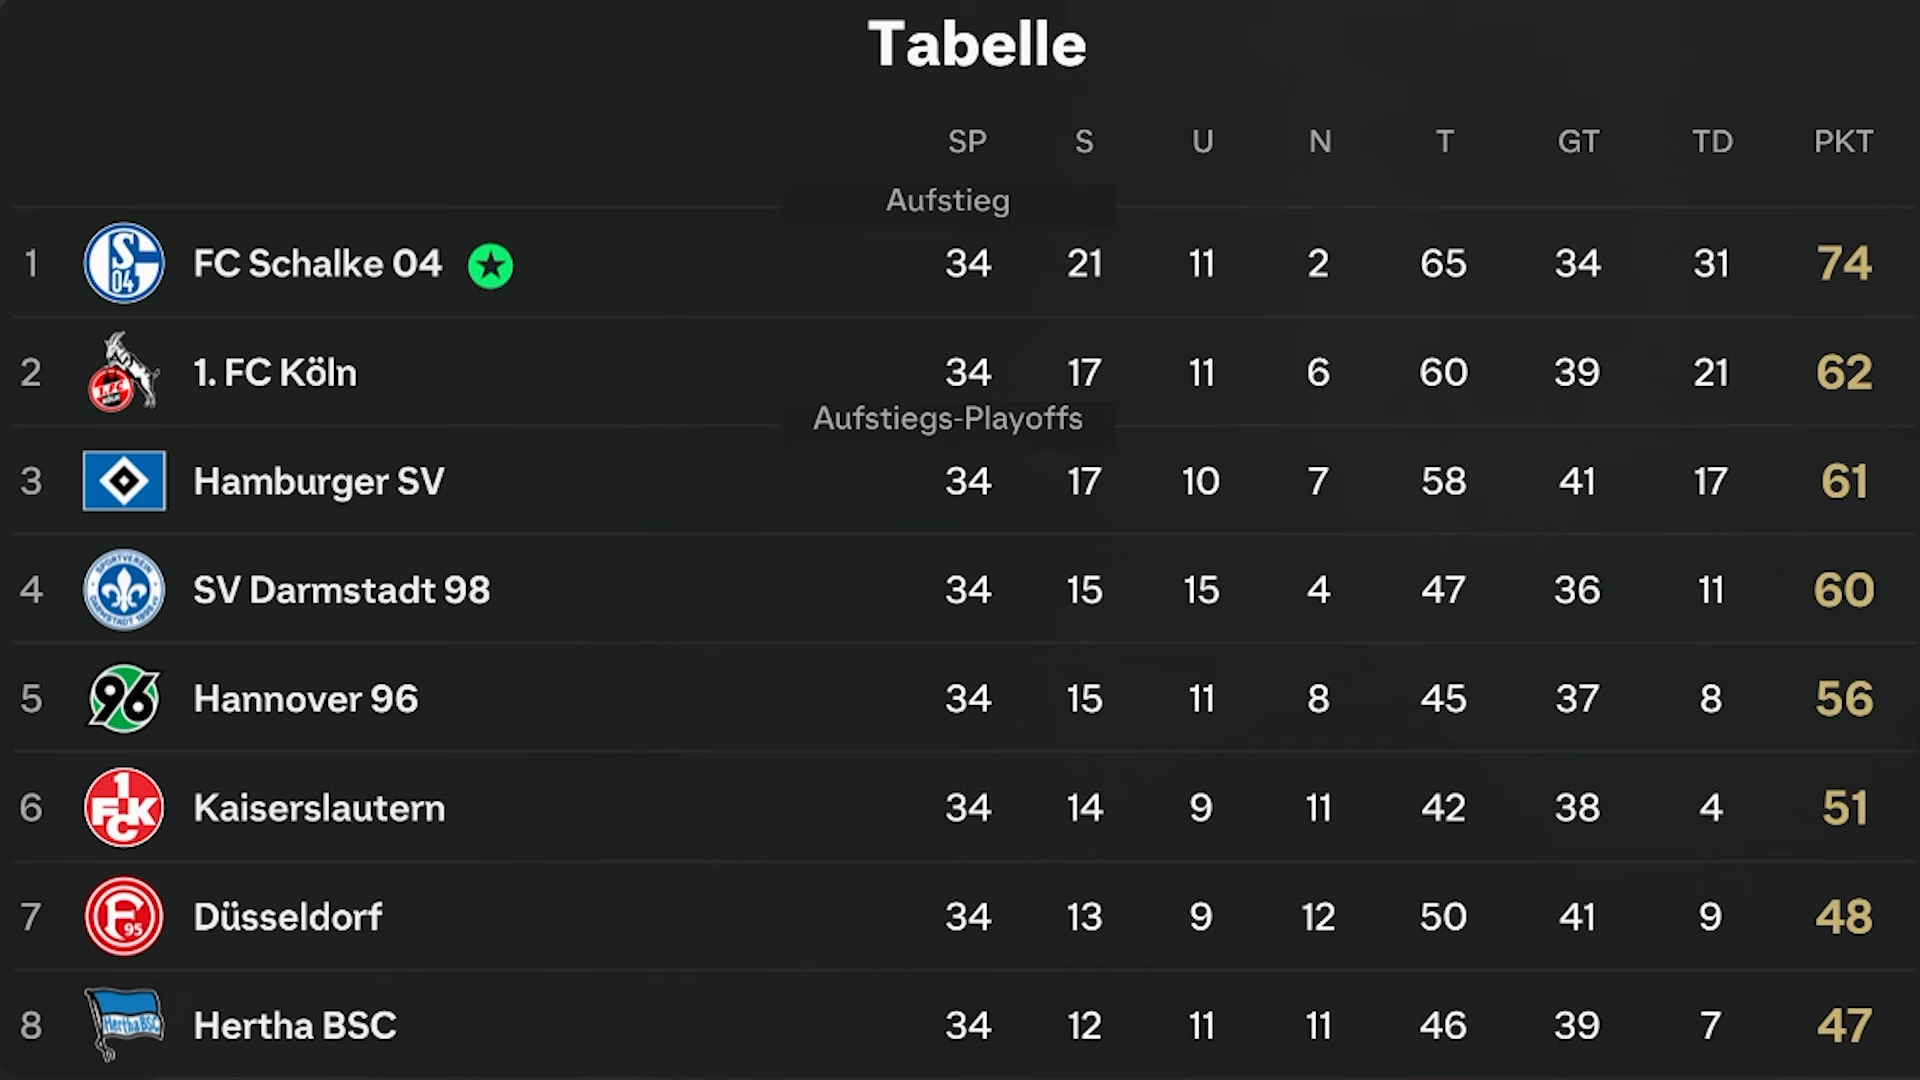 Tabelle
SP S U N T GT TD PKT
Aufstieg
1 FC Schalke 04 34 21 11 2 65 34 31 74
2 1. FC Köln 34 17 11 6 60 39 21 62
Aufstiegs-Playoffs
3 Hamburger SV 34 17 10 7 58 41 17 61
4 SV Darmstadt 98 34 15 15 4 47 36 11 60
5 Hannover 96 34 15 11 8 45 37 8 56
6 Kaiserslautern 34 14 9 11 42 38 4 51
7 Düsseldorf 34 13 9 12 50 41 9 48
8 Hertha BSC 34 12 11 11 46 39 7 47